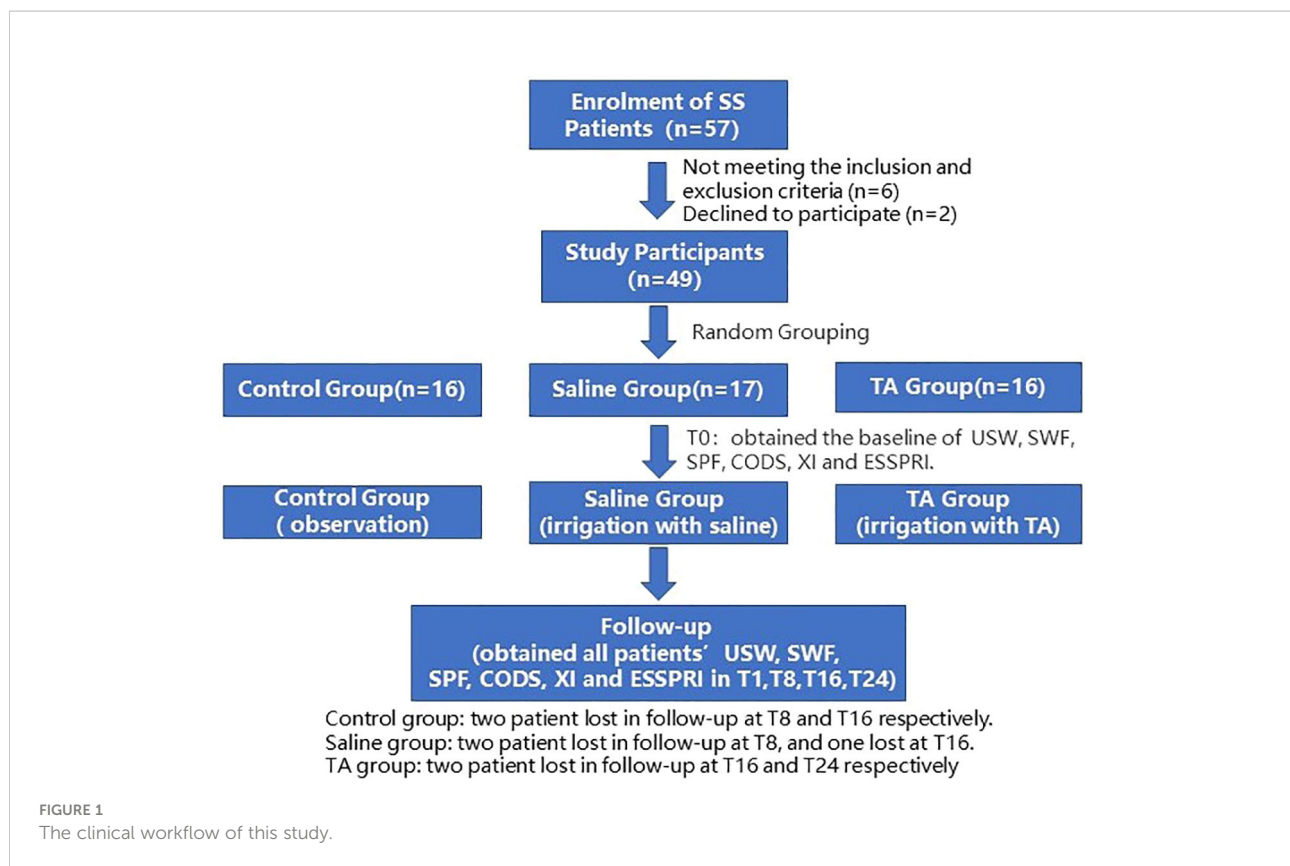 Enrolment of SS
Patients (n=57)
Not meeting the inclusion and
exclusion criteria (n=6)
Declined to participate (n=2)
Study Participants
(n=49)
Random Grouping
Control Group(n=16)
Saline Group(n=17)
TA Group(n=16)
T0: obtained the baseline of USW, SWF,
SPF, CODS, XI and ESSPRI.
Control Group
( observation)
Saline Group
(irrigation with saline)
TA Group
(irrigation with TA)
Follow-up
(obtained all patients' USW, SWF,
SPF, CODS, XI and ESSPRI in T1,T8,T16,T24)
Control group: two patient lost in follow-up at T8 and T16 respectively.
Saline group: two patient lost in follow-up at T8, and one lost at T16.
TA group: two patient lost in follow-up at T16 and T24 respectively
FIGURE 1
The clinical workflow of this study.